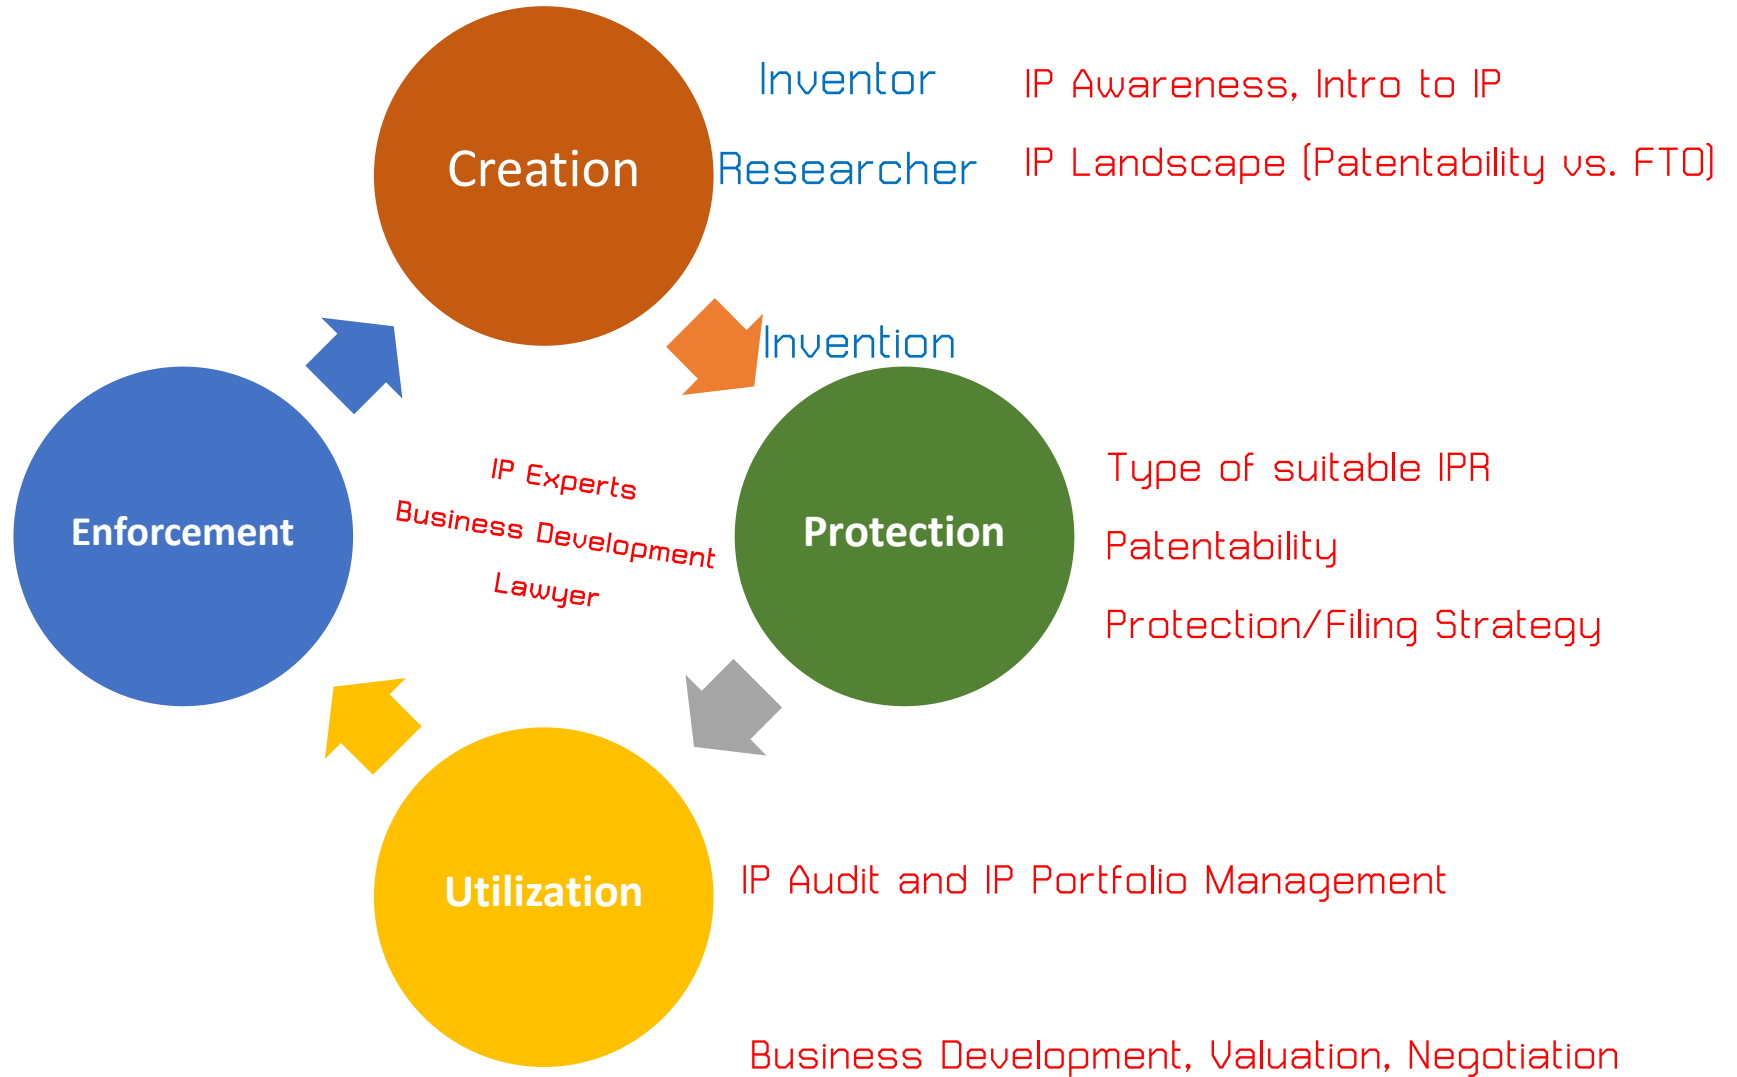 Inventor
IP Awareness, Intro to IP
Creation
Researcher
IP Landscape (Patentability vs. FTO)
Invention
Enforcement
IP Experts
Business Development
Lawyer
Protection
Type of suitable IPR
Patentability
Protection/Filing Strategy
Utilization
IP Audit and IP Portfolio Management
Business Development, Valuation, Negotiation